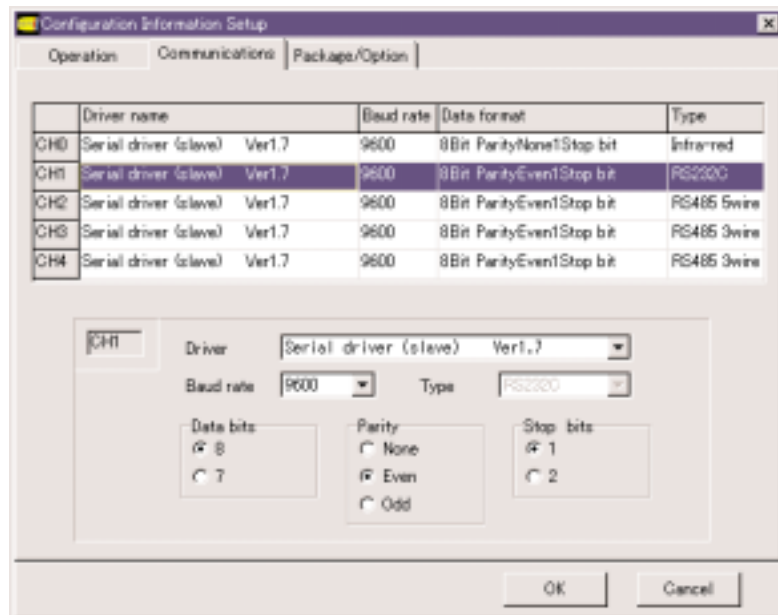 Configuration Information Setup
Operation Communications Package/Option
Driver name Baud rate Data format Type
CH0 Serial driver (slave) Ver1.7 9600 8Bit ParityNone1Stop bit Infra-red
CH1 Serial driver (slave) Ver1.7 9600 8Bit ParityEven1Stop bit RS232C
CH2 Serial driver (slave) Ver1.7 9600 8Bit ParityEven1Stop bit RS485 5wire
CH3 Serial driver (slave) Ver1.7 9600 8Bit ParityEven1Stop bit RS485 3wire
CH4 Serial driver (slave) Ver1.7 9600 8Bit ParityEven1Stop bit RS485 3wire
CH1 Driver Serial driver (slave) Ver1.7
Baud rate 9600 Type RS232C
Data bits Parity Stop bits
8 None 1
7 Even 2
Odd
OK Cancel